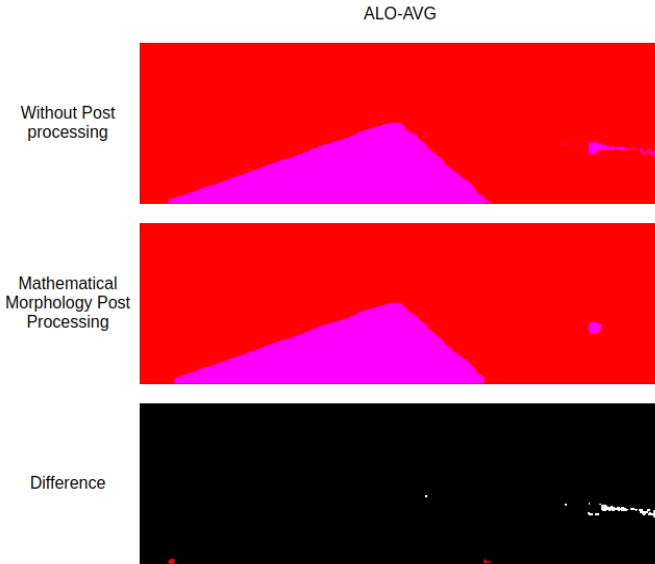 ALO-AVG
Without Post
processing
Mathematical
Morphology Post
Processing
Difference